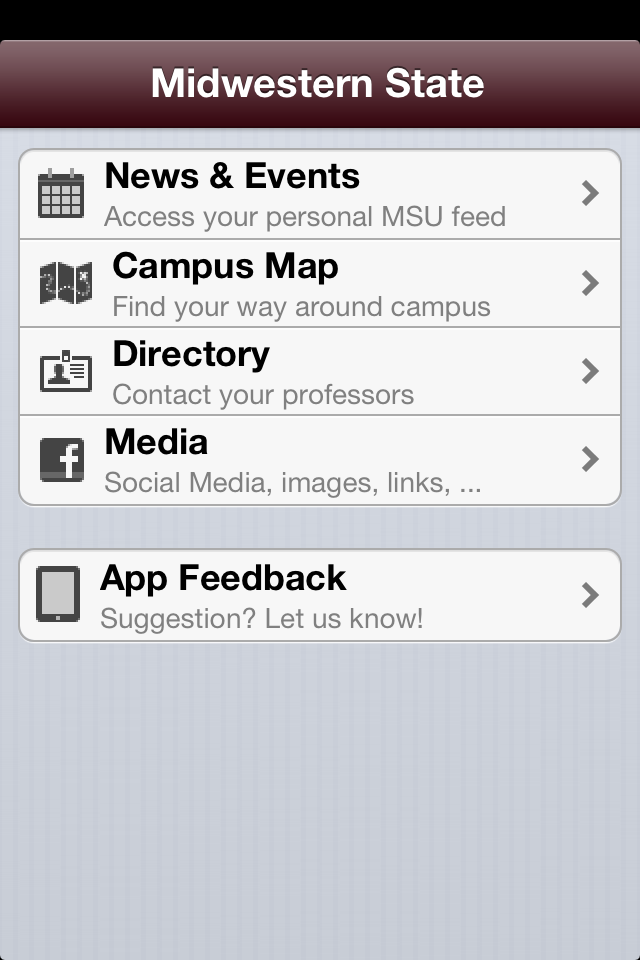 Midwestern State
News & Events
Access your personal MSU feed
Campus Map
Find your way around campus
Directory
Contact your professors
Media
Social Media, images, links, ...
App Feedback
Suggestion? Let us know!